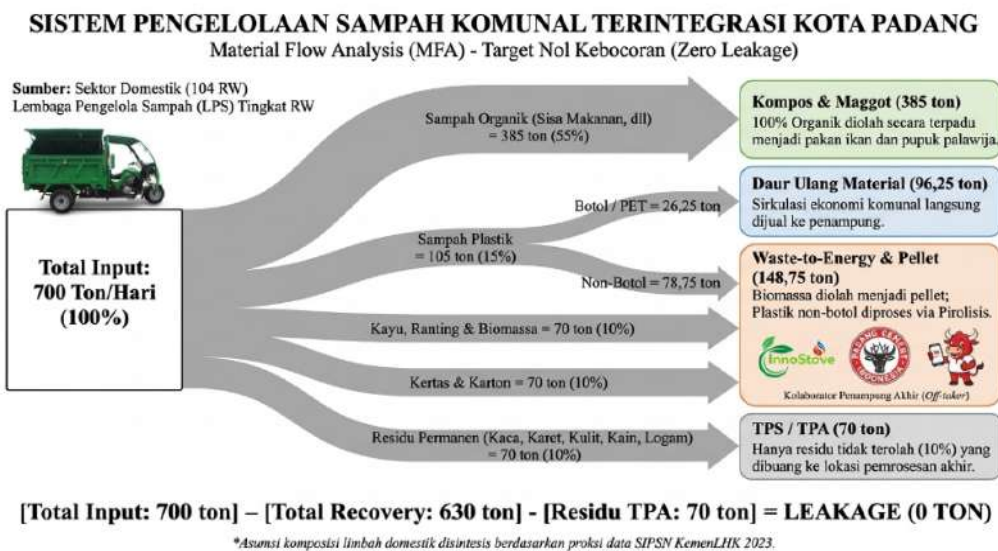 SISTEM PENGELOLAAN SAMPAH KOMUNAL TERINTEGRASI KOTA PADANG
Material Flow Analysis (MFA) - Target Nol Kebocoran (Zero Leakage)
Sumber: Sektor Domestik (104 RW)
Lembaga Pengelola Sampah (LPS) Tingkat RW
Total Input:
700 Ton/Hari
(100%)
Sampah Organik (Sisa Makanan, dll)
= 385 ton (55%)
Botol / PET = 26,25 ton
Sampah Plastik
= 105 ton (15%)
Non-Botol = 78,75 ton
Kayu, Ranting & Biomassa = 70 ton (10%)
Kertas & Karton = 70 ton (10%)
Residu Permanen (Kaca, Karet, Kulit, Kain, Logam)
= 70 ton (10%)
Kompos & Maggot (385 ton)
100% Organik diolah secara terpadu
menjadi pakan ikan dan pupuk palawija.
Daur Ulang Material (96,25 ton)
Sirkulasi ekonomi komunal langsung
dijual ke penampung.
Waste-to-Energy & Pellet
(148,75 ton)
Biomassa diolah menjadi pellet;
Plastik non-botol diproses via Pirolisis.
InnoStove
PADANG CEMENT
INDONESIA
Kolaborator Penampung Akhir (Off-taker)
TPS / TPA (70 ton)
Hanya residu tidak terolah (10%) yang
dibuang ke lokasi pemrosesan akhir.
[Total Input: 700 ton] – [Total Recovery: 630 ton] - [Residu TPA: 70 ton] = LEAKAGE (0 TON)
*Asumsi komposisi limbah domestik disintesis berdasarkan proksi data SIPSN KemenLHK 2023.